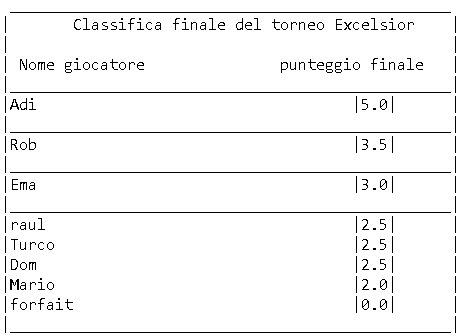 Classifica finale del torneo Excelsior
Nome giocatore punteggio finale
Adi |5.0|
Rob |3.5|
Ema |3.0|
raul |2.5|
Turco |2.5|
Dom |2.5|
Mario |2.0|
forfait |0.0|